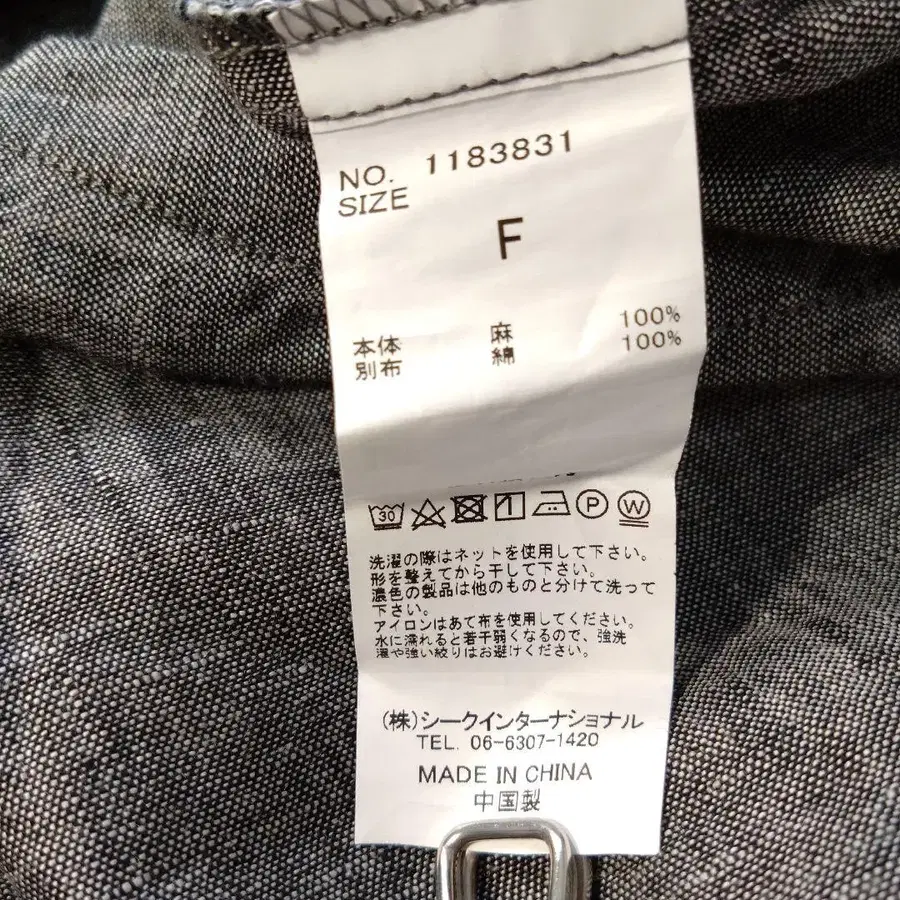 NO. 1183831
SIZE
F
本体 麻 100%
別布 綿 100%
30 P W
洗濯の際はネットを使用して下さい。
形を整えてから干して下さい。
濃色の製品は他のものと分けて洗って
下さい。
アイロンはあて布を使用してください。
水に濡れると若干弱くなるので、強洗
濯や強い絞りはお避けください。
(株)シークインターナショナル
TEL. 06-6307-1420
MADE IN CHINA
中国製